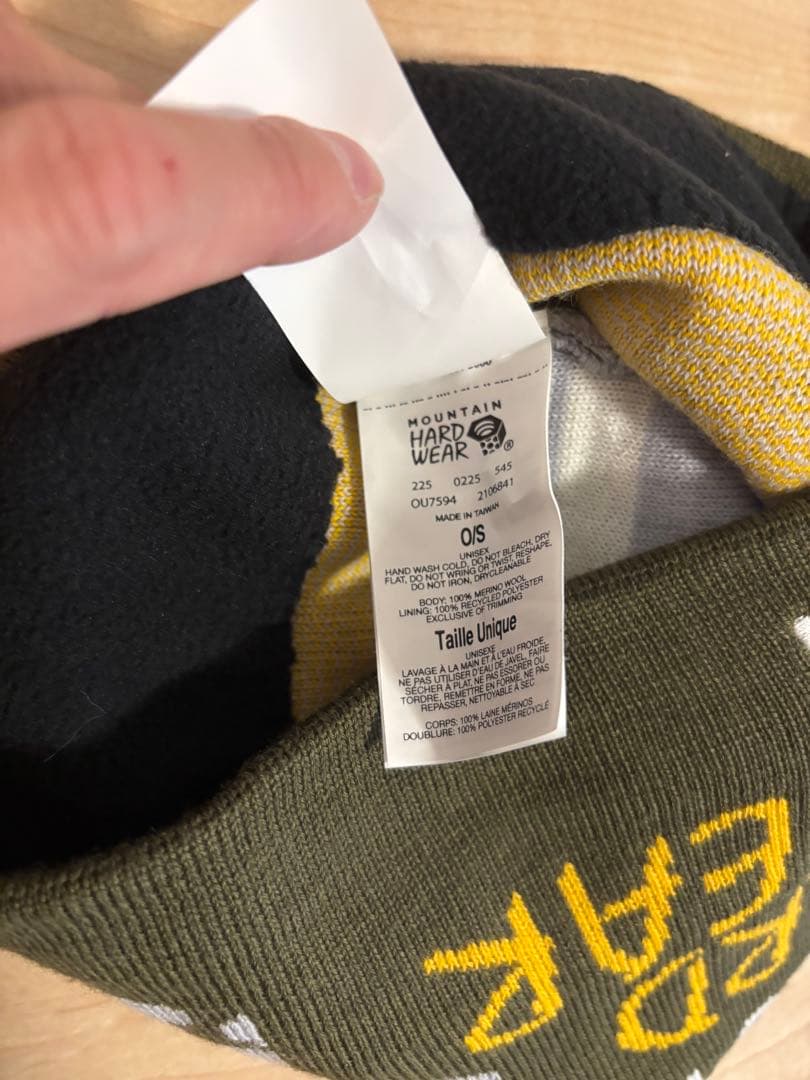 MOUNTAIN
HARD
WEAR ®
225 0225 545
OU7594 2106841
MADE IN TAIWAN
O/S
UNISEX
HAND WASH COLD, DO NOT BLEACH, DRY
FLAT, DO NOT WRING OR TWIST, RESHAPE,
DO NOT IRON, DRYCLEANABLE
BODY: 100% MERINO WOOL
LINING: 100% RECYCLED POLYESTER
EXCLUSIVE OF TRIMMING
Taille Unique
UNISEXE
LAVAGE À LA MAIN ET À L'EAU FROIDE,
NE PAS UTILISER D'EAU DE JAVEL, FAIRE
SÉCHER À PLAT, NE PAS ESSORER OU
TORDRE, REMETTRE EN FORME, NE PAS
REPASSER, NETTOYABLE À SEC
CORPS: 100% LAINE MÉRINOS
DOUBLURE: 100% POLYESTER RECYCLÉ
RD
EAR